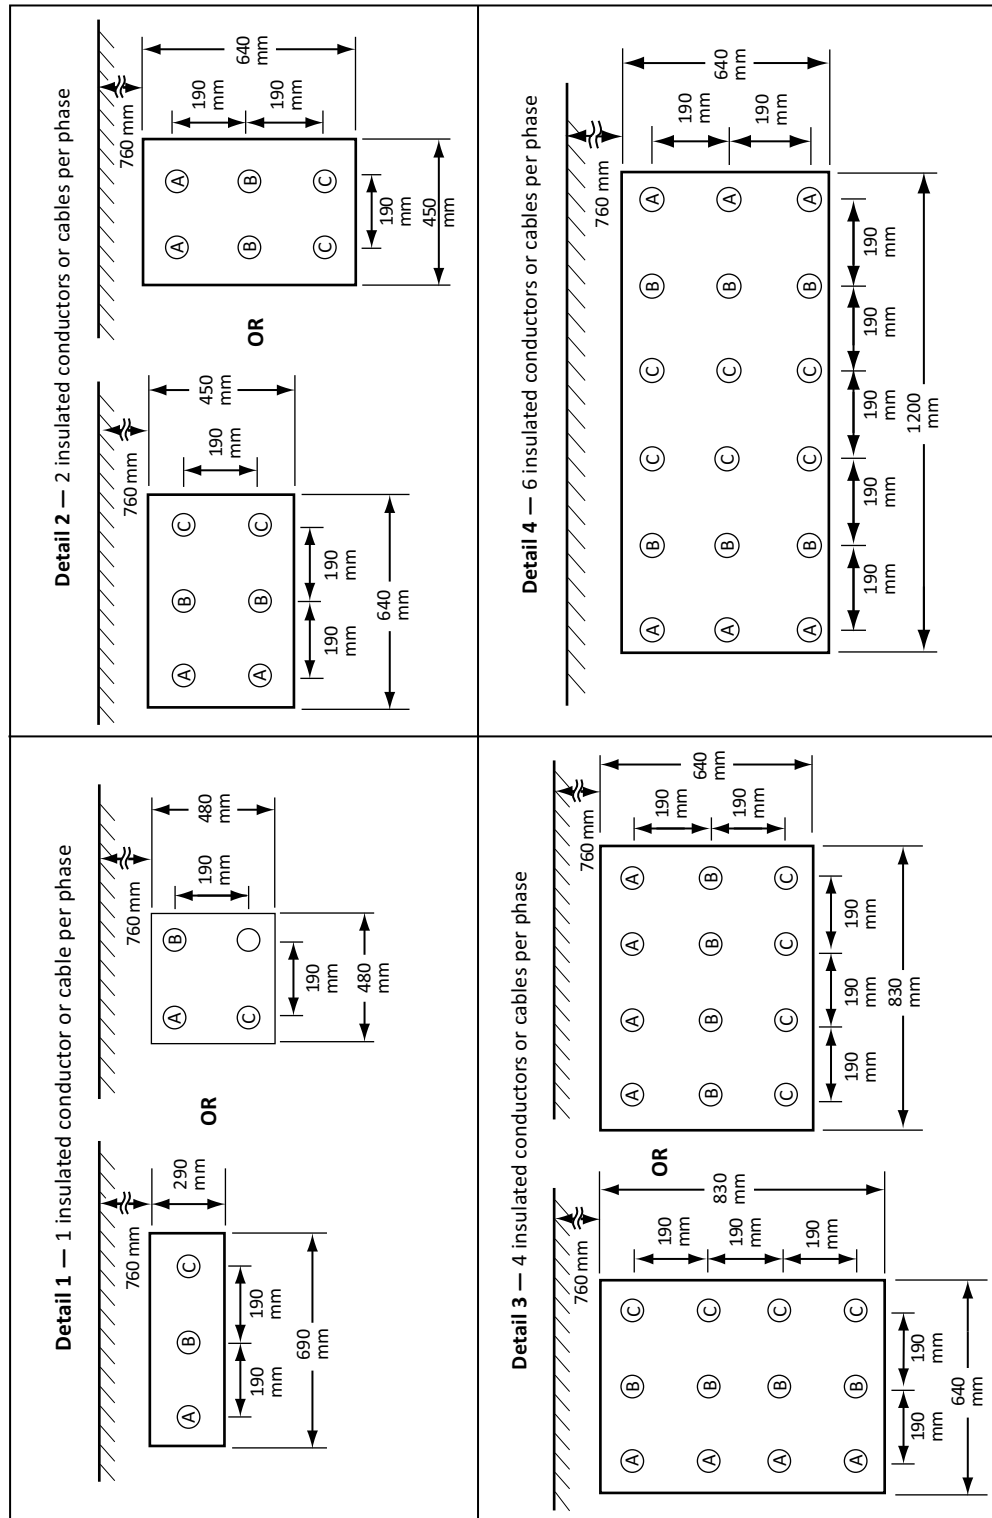 Detail 1 — 1 insulated conductor or cable per phase
760 mm
290
mm
A B C
190
mm
190
mm
690
mm
OR
760 mm
480
mm
190
mm
A B
C
190
mm
480
mm
Detail 2 — 2 insulated conductors or cables per phase
760 mm
450
mm
190
mm
A B C
A B C
190
mm
190
mm
640
mm
OR
760 mm
640
mm
190
mm
190
mm
A A
B B
C C
190
mm
450
mm
Detail 3 — 4 insulated conductors or cables per phase
760 mm
830
mm
190
mm
190
mm
190
mm
A B C
A B C
A B C
A B C
190
mm
190
mm
640
mm
OR
760 mm
640
mm
190
mm
190
mm
A A A A
B B B B
C C C C
190
mm
190
mm
190
mm
830
mm
Detail 4 — 6 insulated conductors or cables per phase
760 mm
640
mm
190
mm
190
mm
A B C C B A
A B C C B A
A B C C B A
190
mm
190
mm
190
mm
190
mm
190
mm
1200
mm